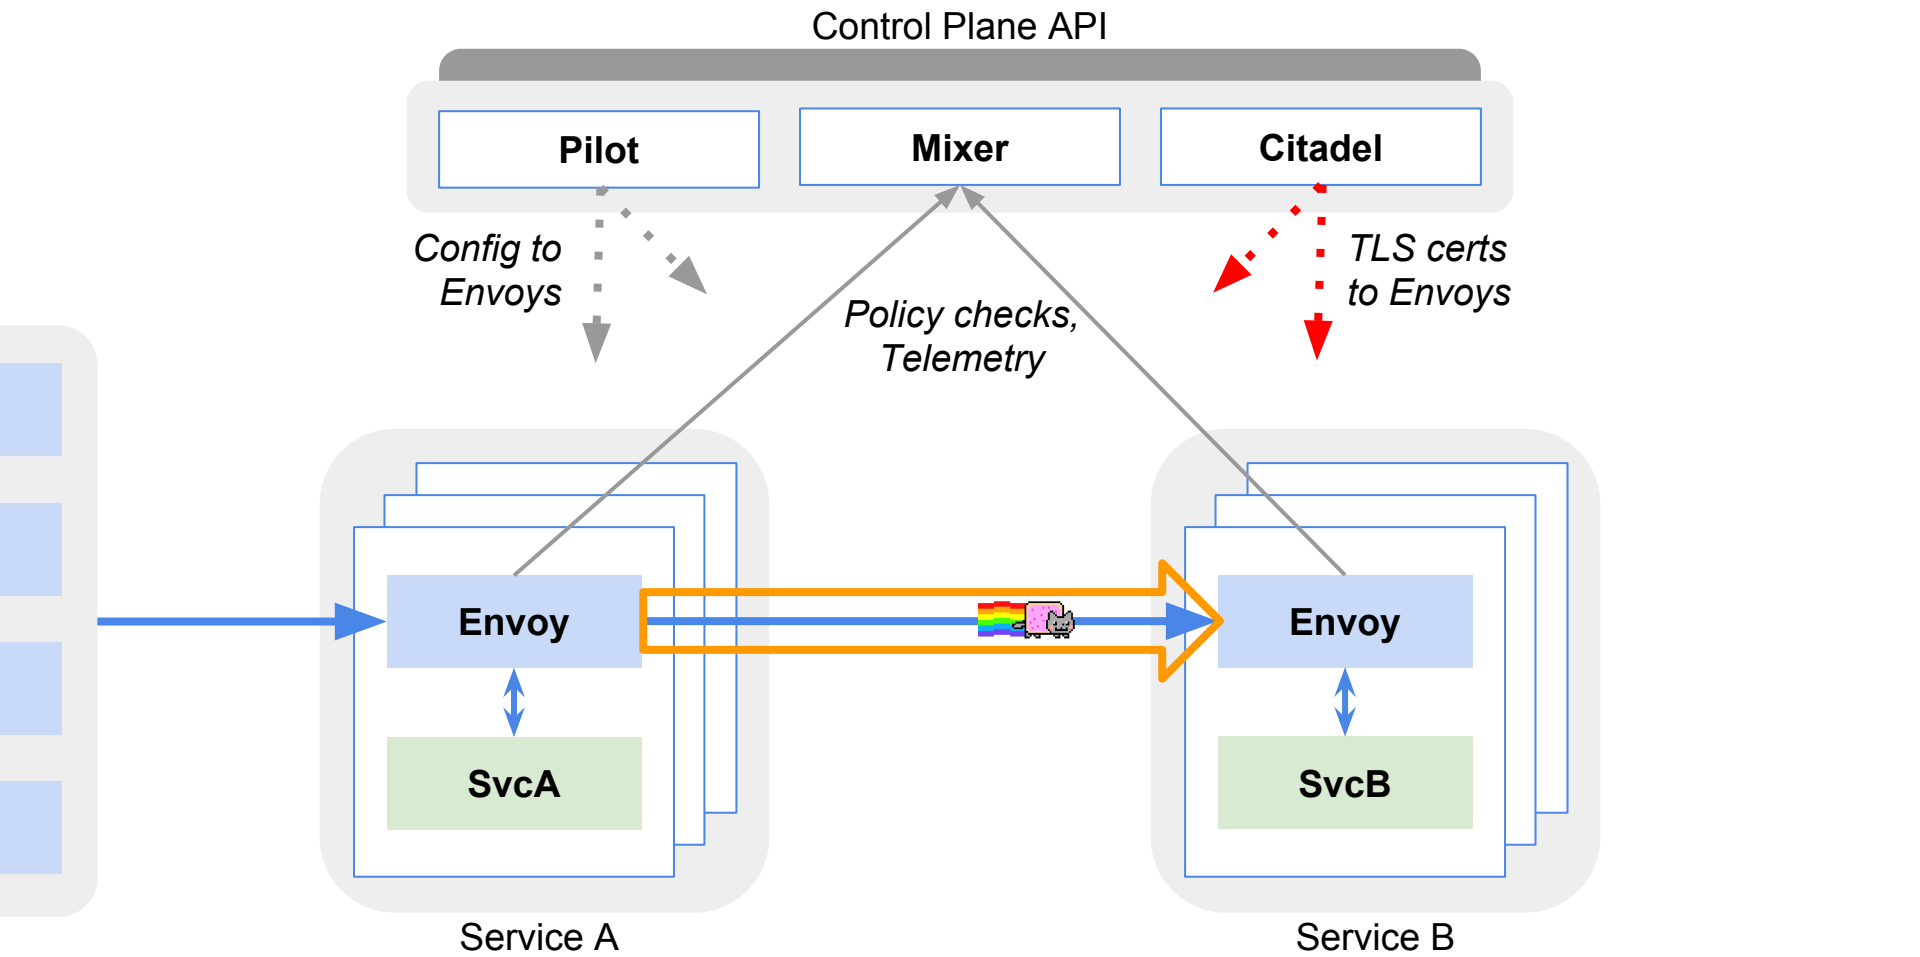 Control Plane API
Pilot
Mixer
Citadel
Config to
Envoys
Policy checks,
Telemetry
TLS certs
to Envoys
Envoy
SvcA
Service A
Envoy
SvcB
Service B